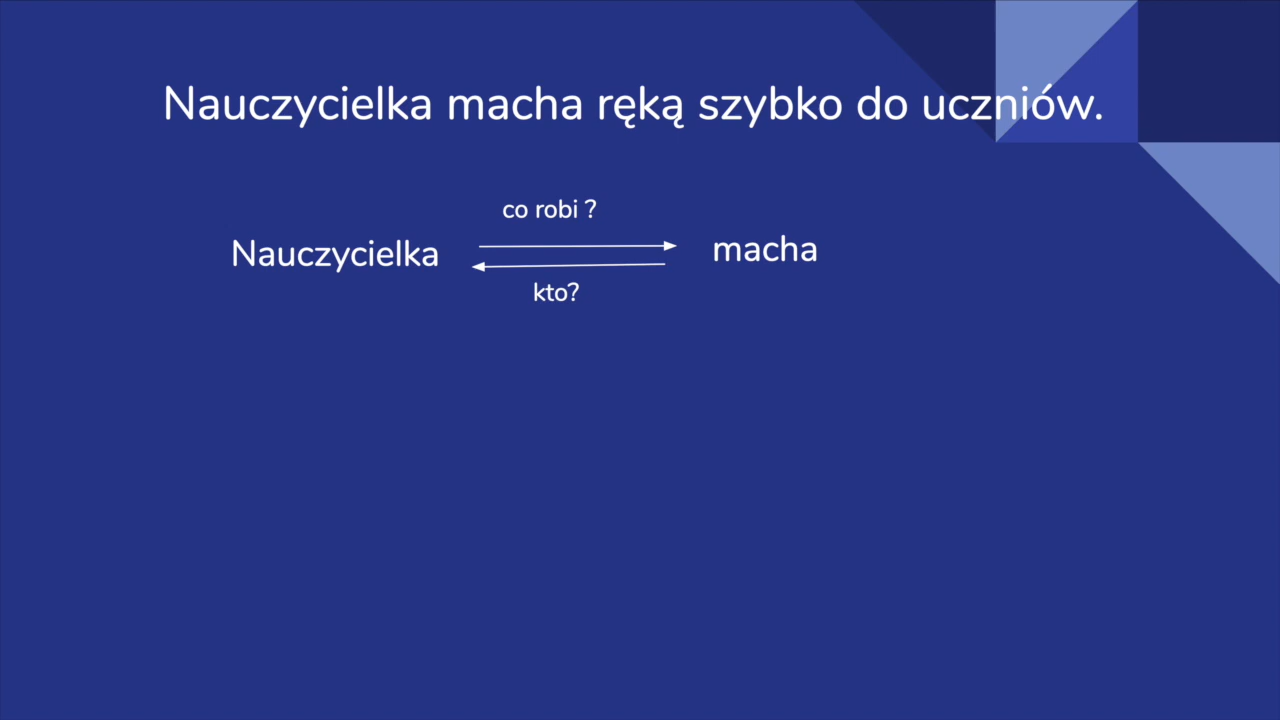 Nauczycielka macha ręką szybko do uczniów.
co robi ?
Nauczycielka macha
kto?